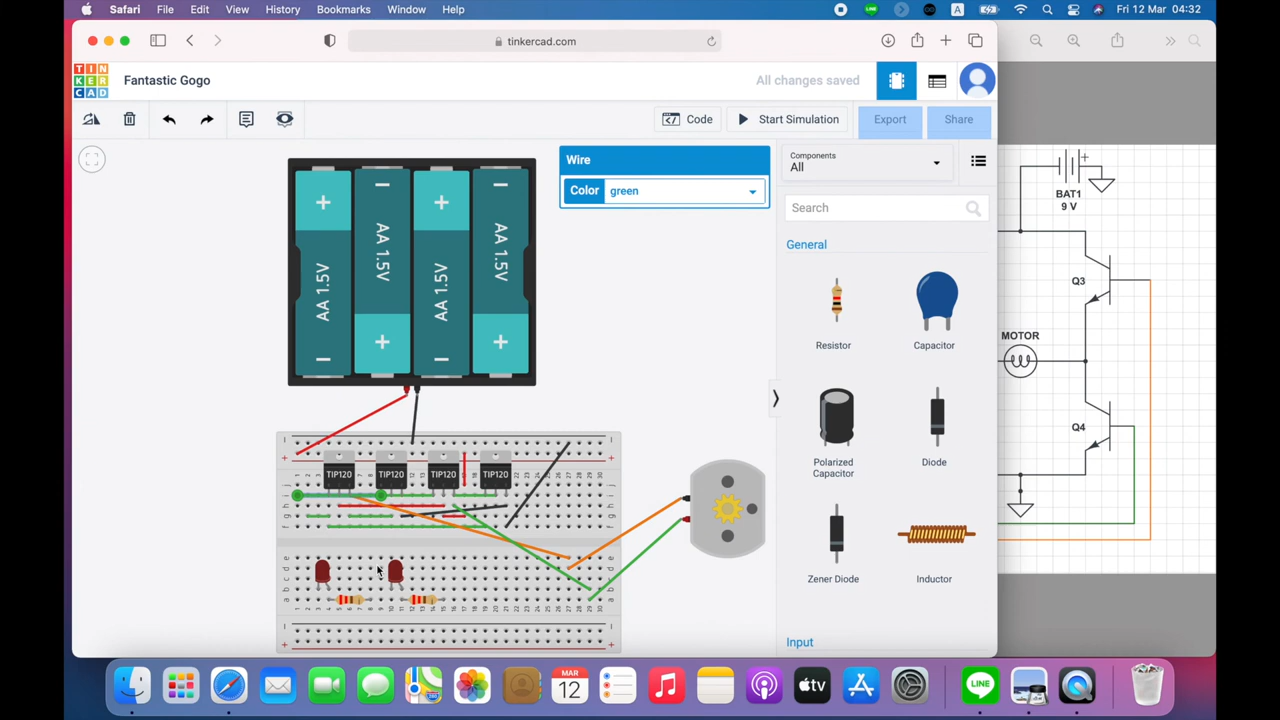 Safari File Edit View History Bookmarks Window Help A Fri 12 Mar 04:32
tinkercad.com
TIN
KER
CAD
Fantastic Gogo
All changes saved
Code
Start Simulation
Export
Share
Wire
Color green
Components
All
Search
General
Resistor
Capacitor
Polarized
Capacitor
Diode
Zener Diode
Inductor
Input
+ − + −
AA 1.5V AA 1.5V AA 1.5V AA 1.5V
− + − +
TIP120 TIP120 TIP120 TIP120
BAT1
9 V
+
Q3
MOTOR
Q4
LINE
MAR
12
tv